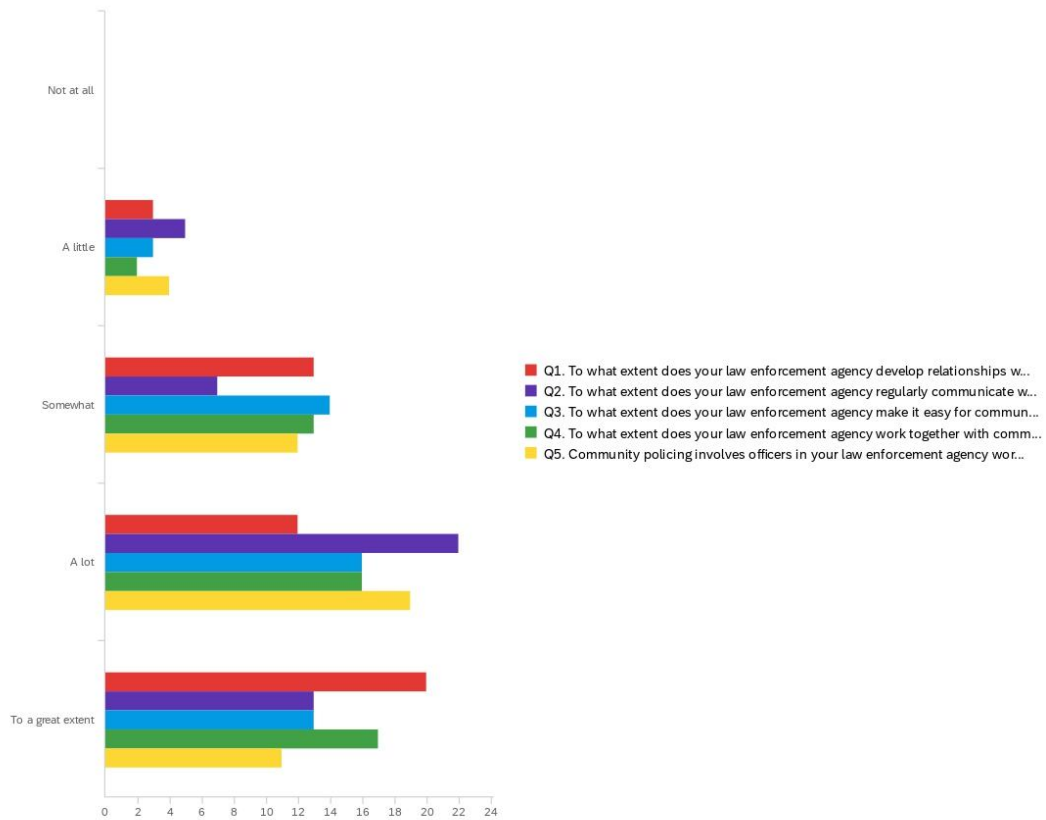 Not at all
A little
Somewhat
A lot
To a great extent
0 2 4 6 8 10 12 14 16 18 20 22 24
Q1. To what extent does your law enforcement agency develop relationships w...
Q2. To what extent does your law enforcement agency regularly communicate w...
Q3. To what extent does your law enforcement agency make it easy for commun...
Q4. To what extent does your law enforcement agency work together with comm...
Q5. Community policing involves officers in your law enforcement agency wor...